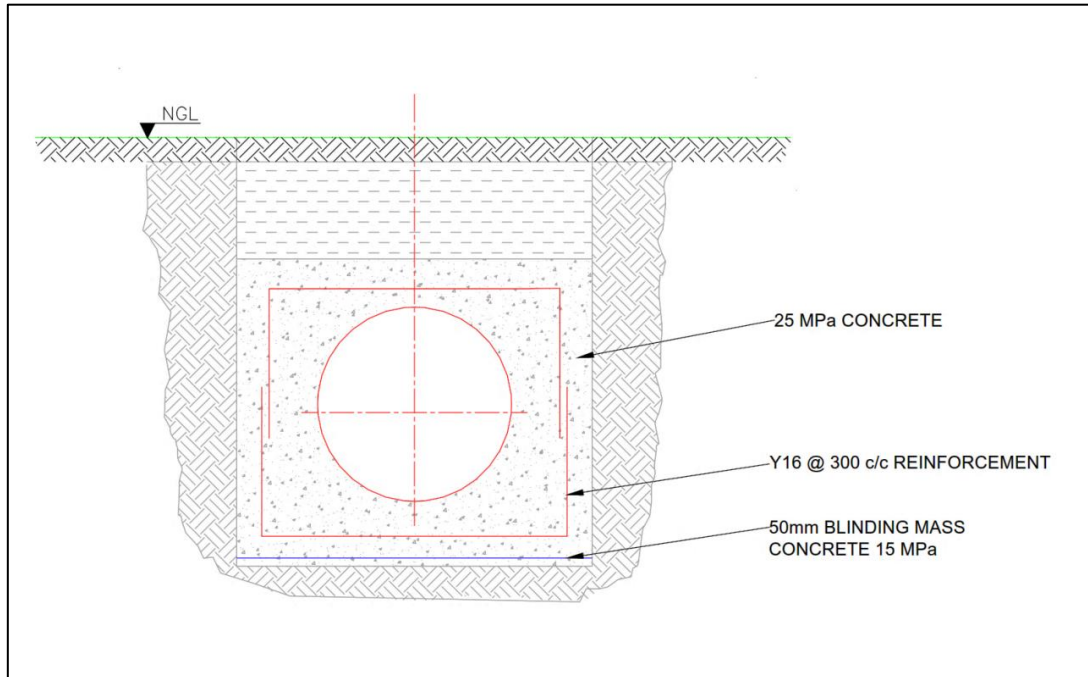 NGL
25 MPa CONCRETE
Y16 @ 300 c/c REINFORCEMENT
50mm BLINDING MASS
CONCRETE 15 MPa